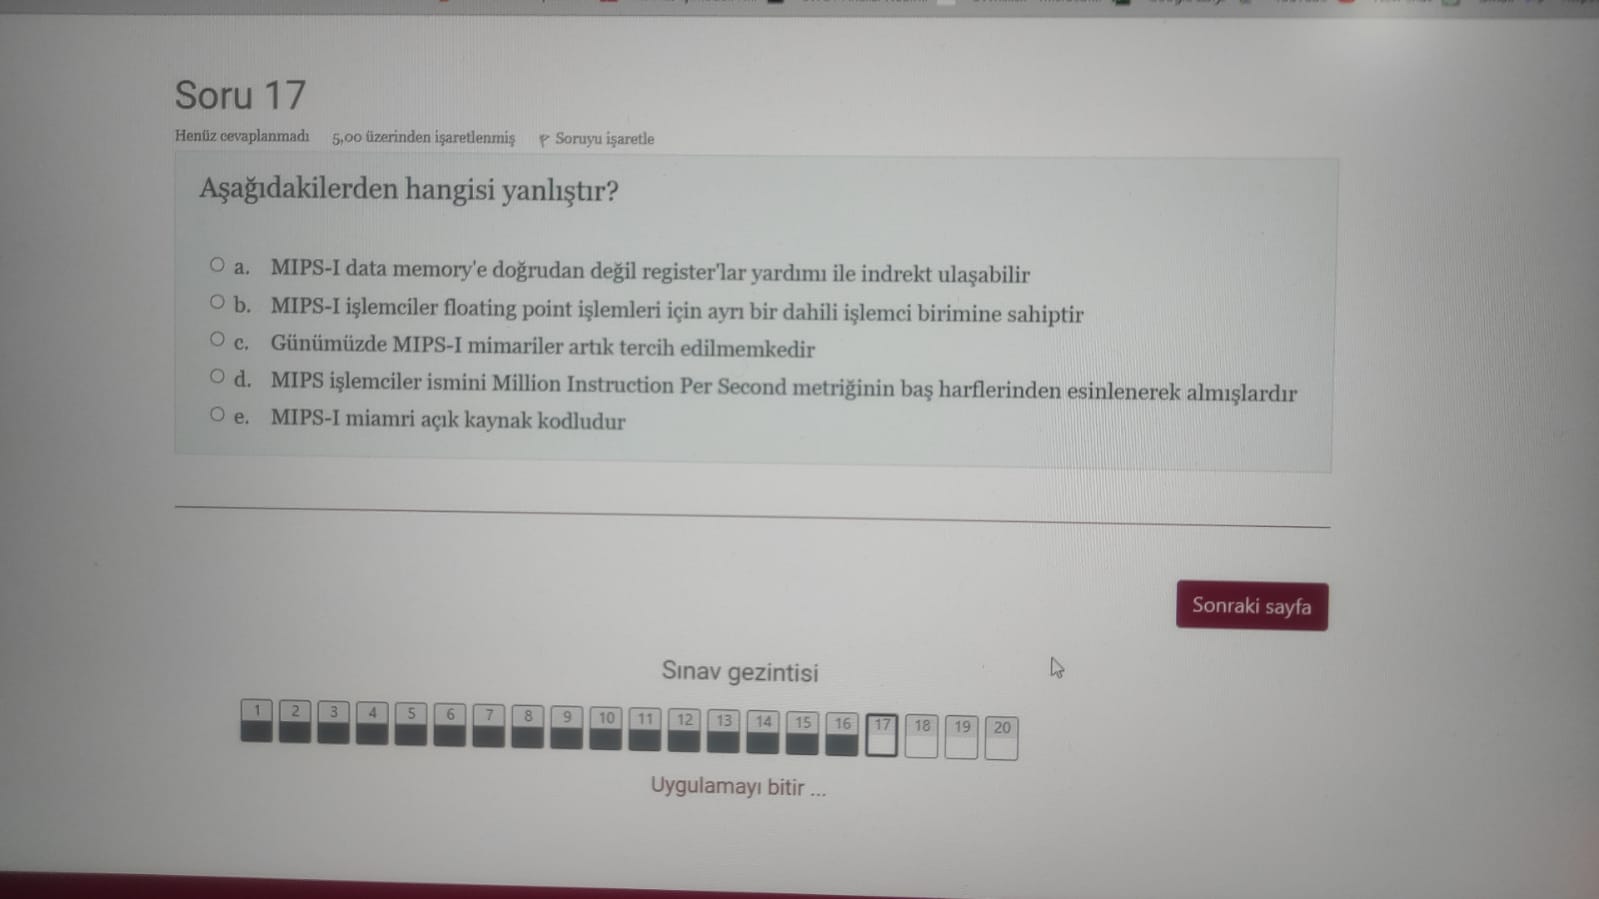 Soru 17
Henüz cevaplanmadı 5,00 üzerinden işaretlenmiş Soruyu işaretle
Aşağıdakilerden hangisi yanlıştır?
a. MIPS-I data memory'e doğrudan değil register'lar yardımı ile indrekt ulaşabilir
b. MIPS-I işlemciler floating point işlemleri için ayrı bir dahili işlemci birimine sahiptir
c. Günümüzde MIPS-I mimariler artık tercih edilmemkedir
d. MIPS işlemciler ismini Million Instruction Per Second metriğinin baş harflerinden esinlenerek almışlardır
e. MIPS-I miamri açık kaynak kodludur
Sonraki sayfa
Sınav gezintisi
1 2 3 4 5 6 7 8 9 10 11 12 13 14 15 16 17 18 19 20
Uygulamayı bitir ...